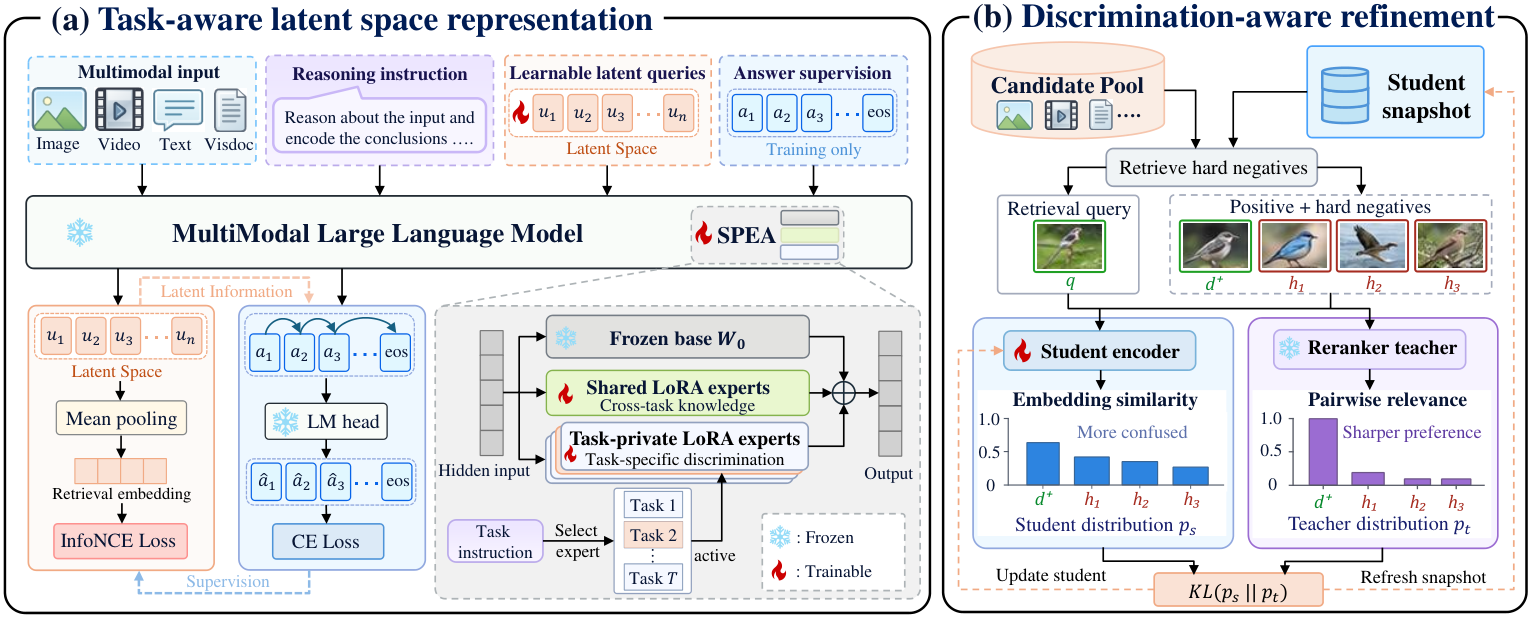 (a) Task-aware latent space representation
Multimodal input
Image Video Text Visdoc
Reasoning instruction
Reason about the input and
encode the conclusions ….
Learnable latent queries
u1 u2 u3 ··· un
Latent Space
Answer supervision
a1 a2 a3 ··· eos
Training only
MultiModal Large Language Model
SPEA
Latent Information
u1 u2 u3 ··· un
Latent Space
Mean pooling
Retrieval embedding
InfoNCE Loss
a1 a2 a3 ··· eos
LM head
â1 â2 â3 ··· eos
CE Loss
Supervision
Hidden input
Frozen base W0
Shared LoRA experts
Cross-task knowledge
Task-private LoRA experts
Task-specific discrimination
Output
Task
instruction
Select
expert
Task 1
Task 2
⋮
Task T
active
: Frozen
: Trainable
(b) Discrimination-aware refinement
Candidate Pool
....
Student
snapshot
Retrieve hard negatives
Retrieval query
q
Positive + hard negatives
d+ h1 h2 h3
Student encoder
Embedding similarity
More confused
1.0
0.5
0
d+ h1 h2 h3
Student distribution ps
Reranker teacher
Pairwise relevance
Sharper preference
1.0
0.5
0
d+ h1 h2 h3
Teacher distribution pt
Update student
KL(ps || pt)
Refresh snapshot